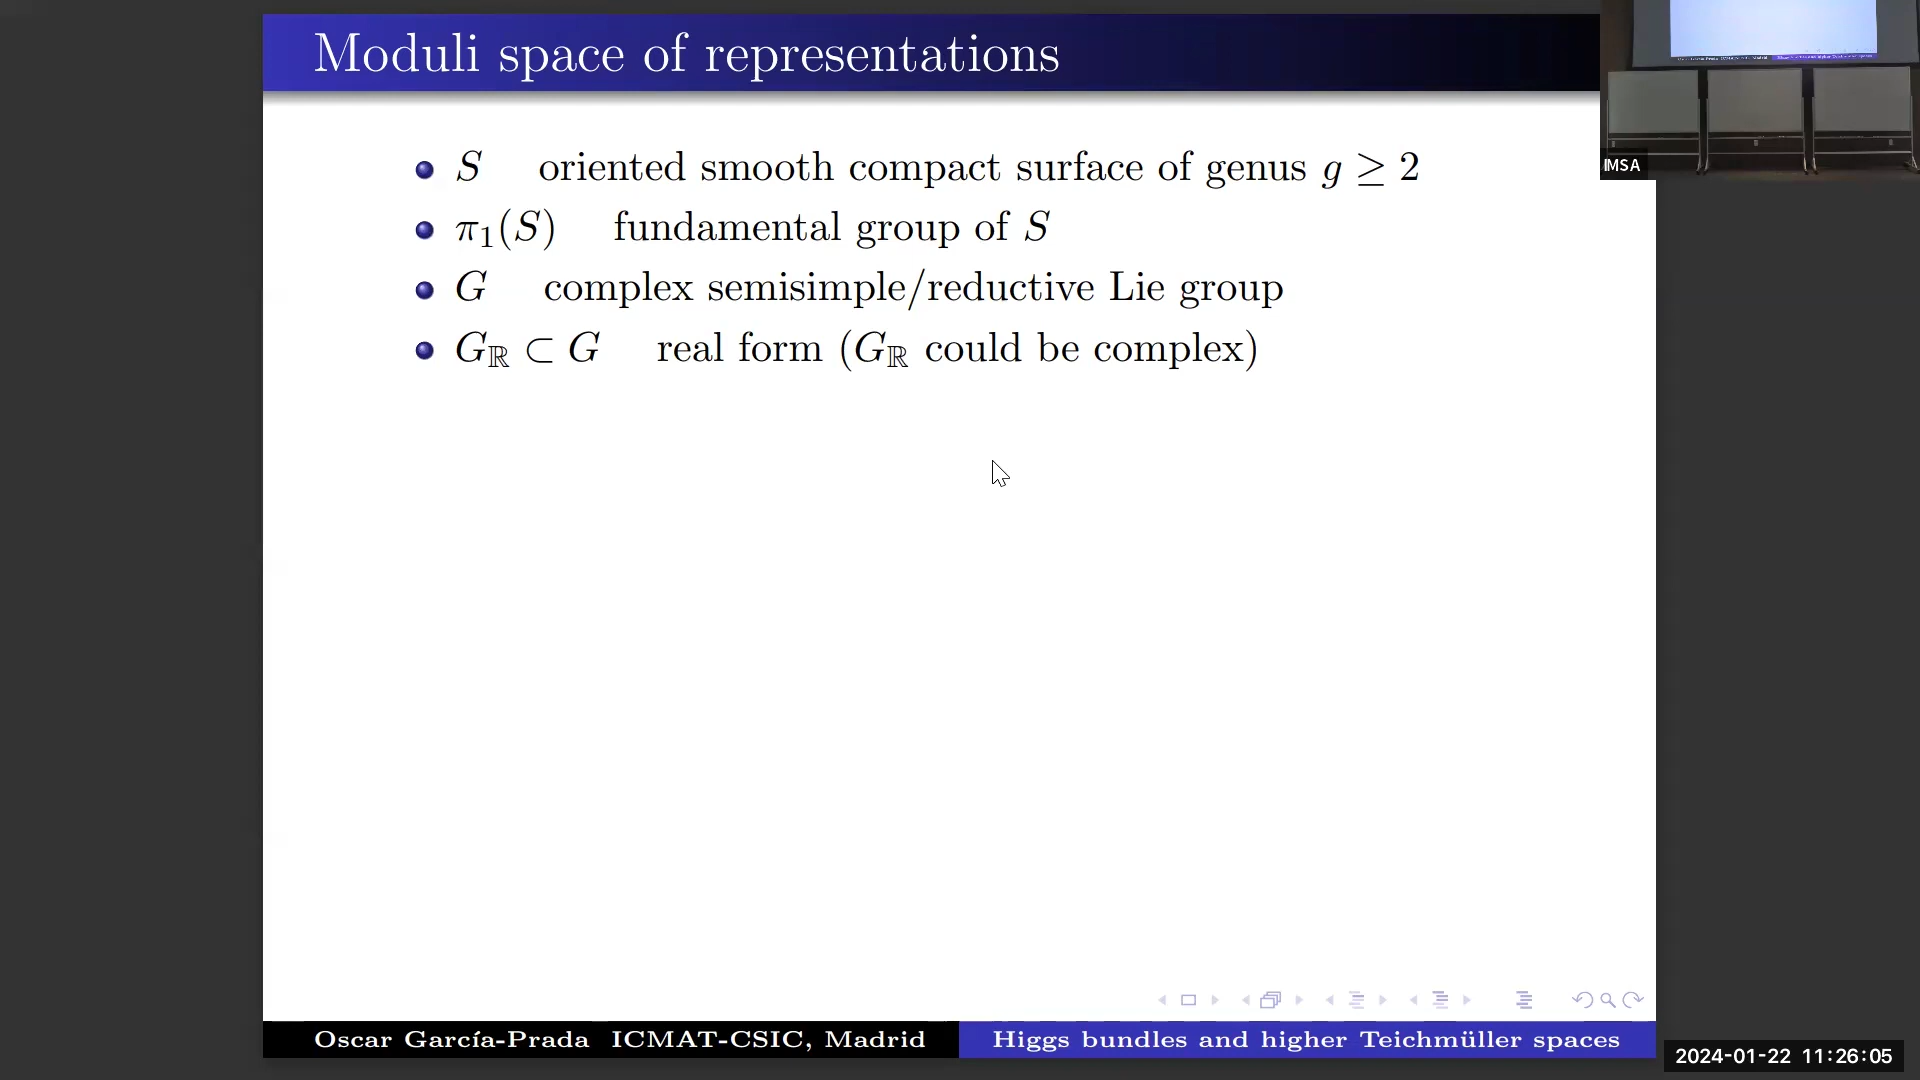 Moduli space of representations
S oriented smooth compact surface of genus g ≥ 2
π₁(S) fundamental group of S
G complex semisimple/reductive Lie group
G_ℝ ⊂ G real form (G_ℝ could be complex)
IMSA
Oscar García-Prada ICMAT-CSIC, Madrid
Higgs bundles and higher Teichmüller spaces
2024-01-22 11:26:05